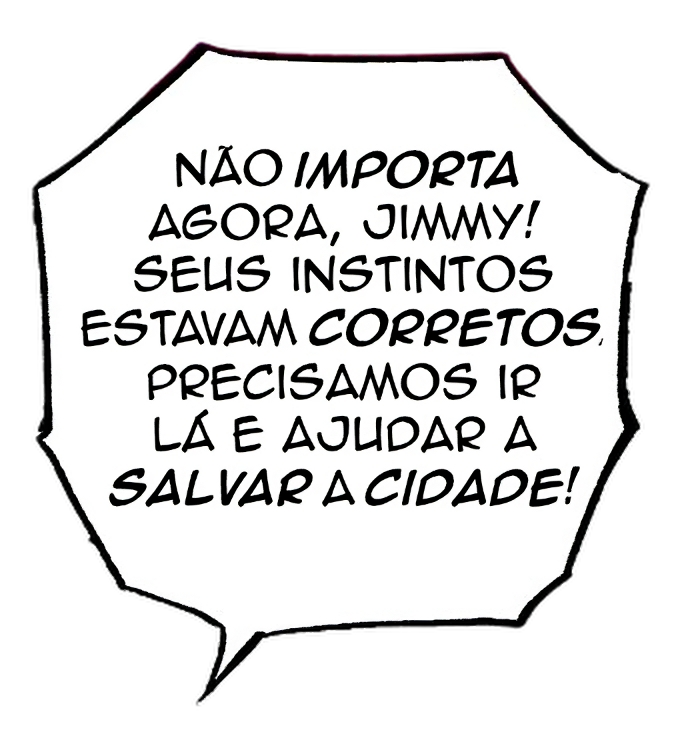 NÃO IMPORTA
AGORA, JIMMY!
SEUS INSTINTOS
ESTAVAM CORRETOS.
PRECISAMOS IR
LÁ E AJUDAR A
SALVAR A CIDADE!